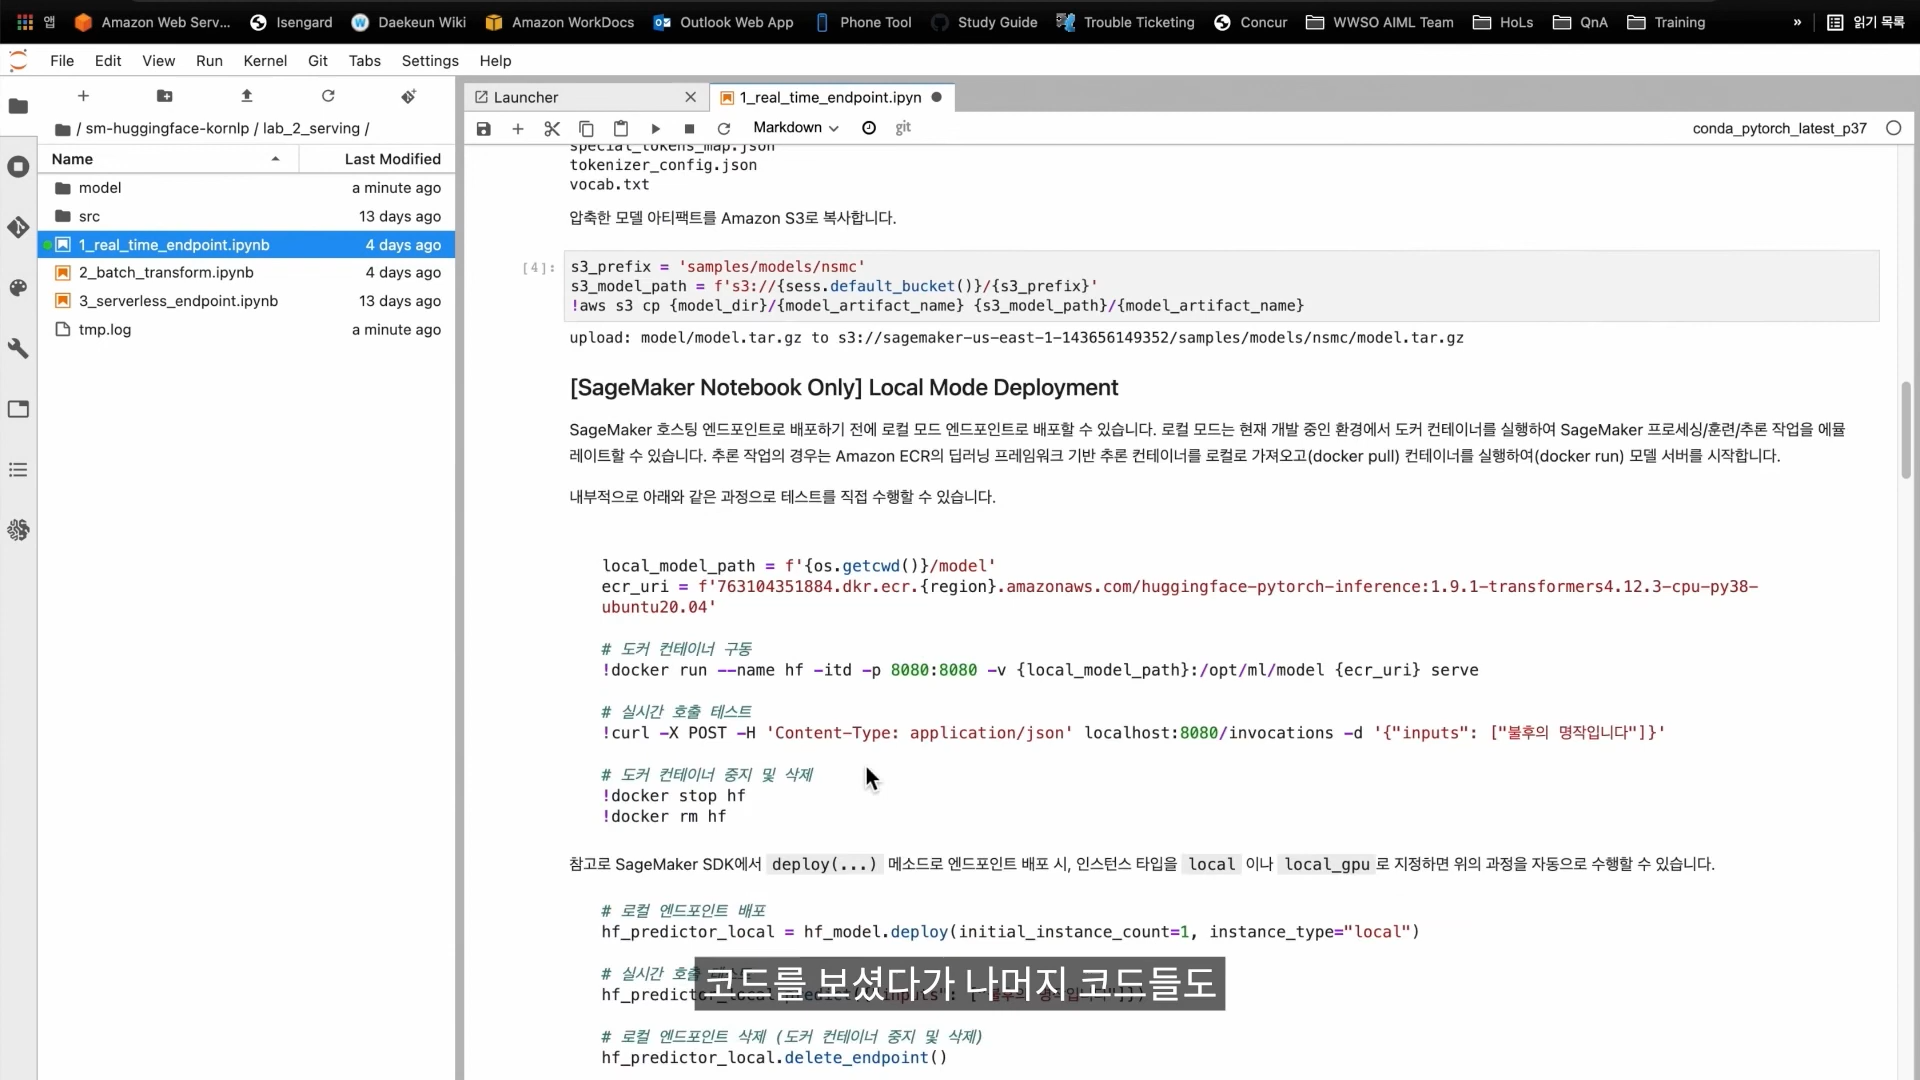 앱 Amazon Web Serv... Isengard Daekeun Wiki Amazon WorkDocs Outlook Web App Phone Tool Study Guide Trouble Ticketing Concur WWSO AIML Team HoLs QnA Training » 읽기 목록
File Edit View Run Kernel Git Tabs Settings Help
Launcher 1_real_time_endpoint.ipyn
/ sm-huggingface-kornlp / lab_2_serving /
Markdown git conda_pytorch_latest_p37
Name Last Modified
model a minute ago
src 13 days ago
1_real_time_endpoint.ipynb 4 days ago
2_batch_transform.ipynb 4 days ago
3_serverless_endpoint.ipynb 13 days ago
tmp.log a minute ago
special_tokens_map.json
tokenizer_config.json
vocab.txt
압축한 모델 아티팩트를 Amazon S3로 복사합니다.
[4]: s3_prefix = 'samples/models/nsmc'
s3_model_path = f's3://{sess.default_bucket()}/{s3_prefix}'
!aws s3 cp {model_dir}/{model_artifact_name} {s3_model_path}/{model_artifact_name}
upload: model/model.tar.gz to s3://sagemaker-us-east-1-143656149352/samples/models/nsmc/model.tar.gz
[SageMaker Notebook Only] Local Mode Deployment
SageMaker 호스팅 엔드포인트로 배포하기 전에 로컬 모드 엔드포인트로 배포할 수 있습니다. 로컬 모드는 현재 개발 중인 환경에서 도커 컨테이너를 실행하여 SageMaker 프로세싱/훈련/추론 작업을 에뮬
레이트할 수 있습니다. 추론 작업의 경우는 Amazon ECR의 딥러닝 프레임워크 기반 추론 컨테이너를 로컬로 가져오고(docker pull) 컨테이너를 실행하여(docker run) 모델 서버를 시작합니다.
내부적으로 아래와 같은 과정으로 테스트를 직접 수행할 수 있습니다.
local_model_path = f'{os.getcwd()}/model'
ecr_uri = f'763104351884.dkr.ecr.{region}.amazonaws.com/huggingface-pytorch-inference:1.9.1-transformers4.12.3-cpu-py38-
ubuntu20.04'
# 도커 컨테이너 구동
!docker run --name hf -itd -p 8080:8080 -v {local_model_path}:/opt/ml/model {ecr_uri} serve
# 실시간 호출 테스트
!curl -X POST -H 'Content-Type: application/json' localhost:8080/invocations -d '{"inputs": ["불후의 명작입니다"]}'
# 도커 컨테이너 중지 및 삭제
!docker stop hf
!docker rm hf
참고로 SageMaker SDK에서 deploy(...) 메소드로 엔드포인트 배포 시, 인스턴스 타입을 local 이나 local_gpu 로 지정하면 위의 과정을 자동으로 수행할 수 있습니다.
# 로컬 엔드포인트 배포
hf_predictor_local = hf_model.deploy(initial_instance_count=1, instance_type="local")
# 실시간 호출
코드를 보셨다가 나머지 코드들도
# 로컬 엔드포인트 삭제 (도커 컨테이너 중지 및 삭제)
hf_predictor_local.delete_endpoint()